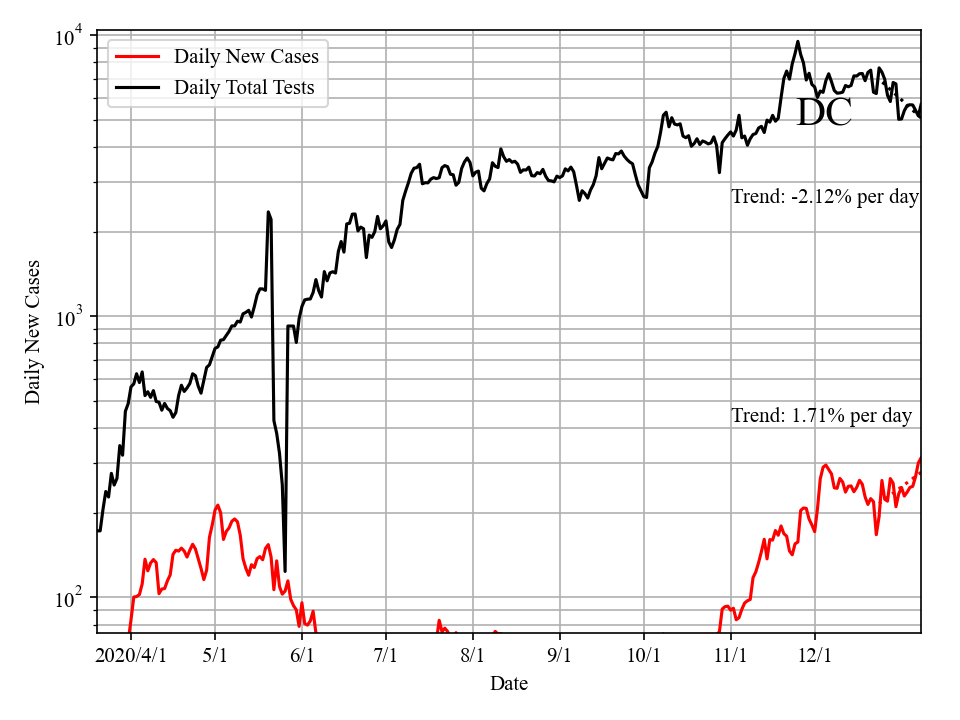 10^4
Daily New Cases
Daily Total Tests
DC
Trend: -2.12% per day
10^3
Trend: 1.71% per day
10^2
Daily New Cases
2020/4/1 5/1 6/1 7/1 8/1 9/1 10/1 11/1 12/1
Date